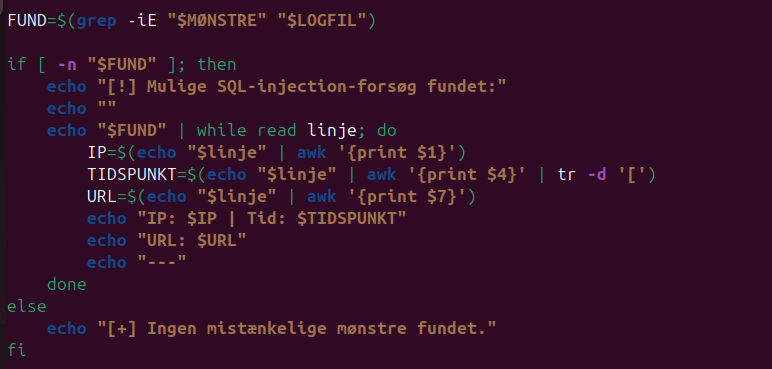 FUND=$(grep -iE "$MØNSTRE" "$LOGFIL")
if [ -n "$FUND" ]; then
    echo "[!] Mulige SQL-injection-forsøg fundet:"
    echo ""
    echo "$FUND" | while read linje; do
        IP=$(echo "$linje" | awk '{print $1}')
        TIDSPUNKT=$(echo "$linje" | awk '{print $4}' | tr -d '[')
        URL=$(echo "$linje" | awk '{print $7}')
        echo "IP: $IP | Tid: $TIDSPUNKT"
        echo "URL: $URL"
        echo "---"
    done
else
    echo "[+] Ingen mistænkelige mønstre fundet."
fi